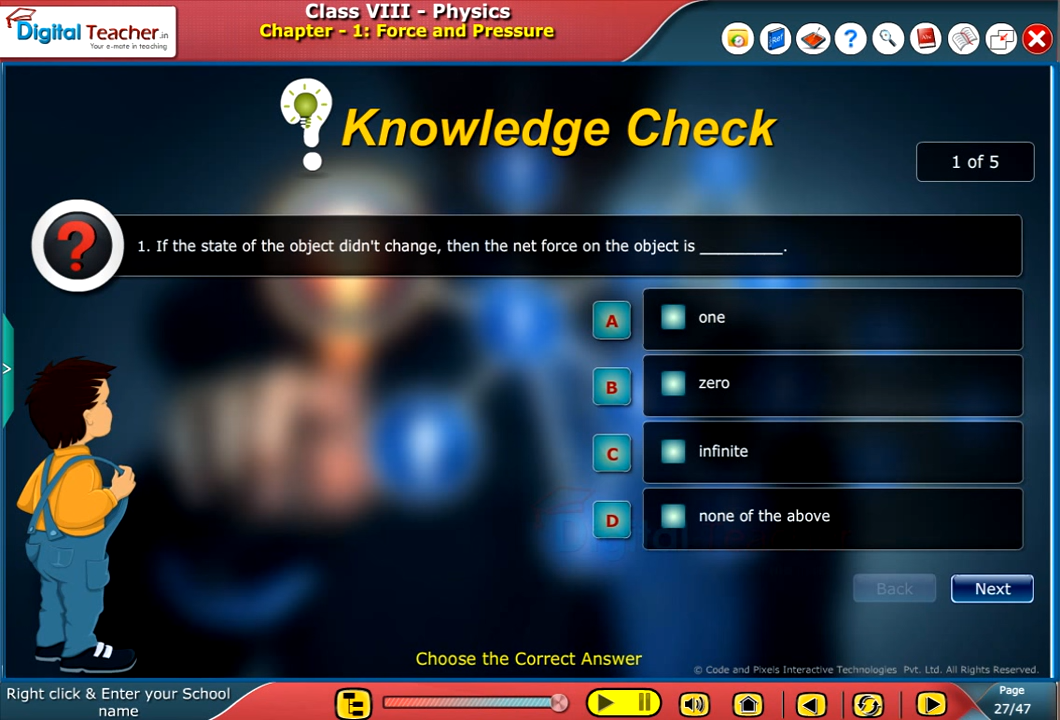 Digital Teacher.in
Your e-mate in teaching
Class VIII - Physics
Chapter - 1: Force and Pressure
Ref
Abc
Knowledge Check
1 of 5
1. If the state of the object didn't change, then the net force on the object is _________.
A one
B zero
C infinite
D none of the above
Back Next
Choose the Correct Answer
© Code and Pixels Interactive Technologies Pvt. Ltd. All Rights Reserved.
Right click & Enter your School
name
Page
27/47